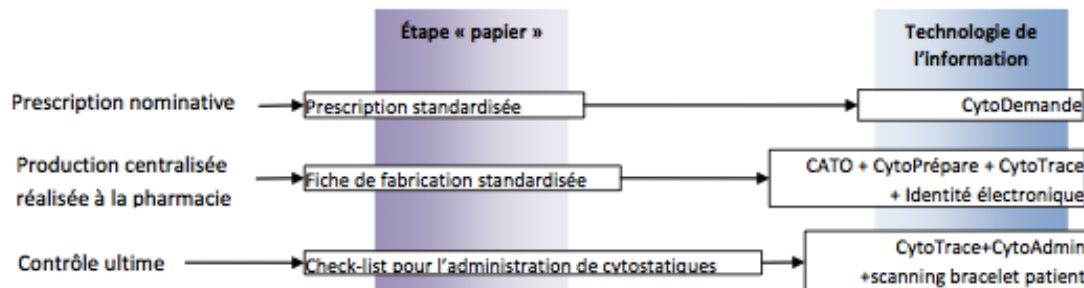 Étape « papier »
Technologie de
l'information
Prescription nominative
Prescription standardisée
CytoDemande
Production centralisée
réalisée à la pharmacie
Fiche de fabrication standardisée
CATO + CytoPrépare + CytoTrace
+ Identité électronique
Contrôle ultime
Check-list pour l'administration de cytostatiques
CytoTrace+CytoAdmin
+scanning bracelet patient